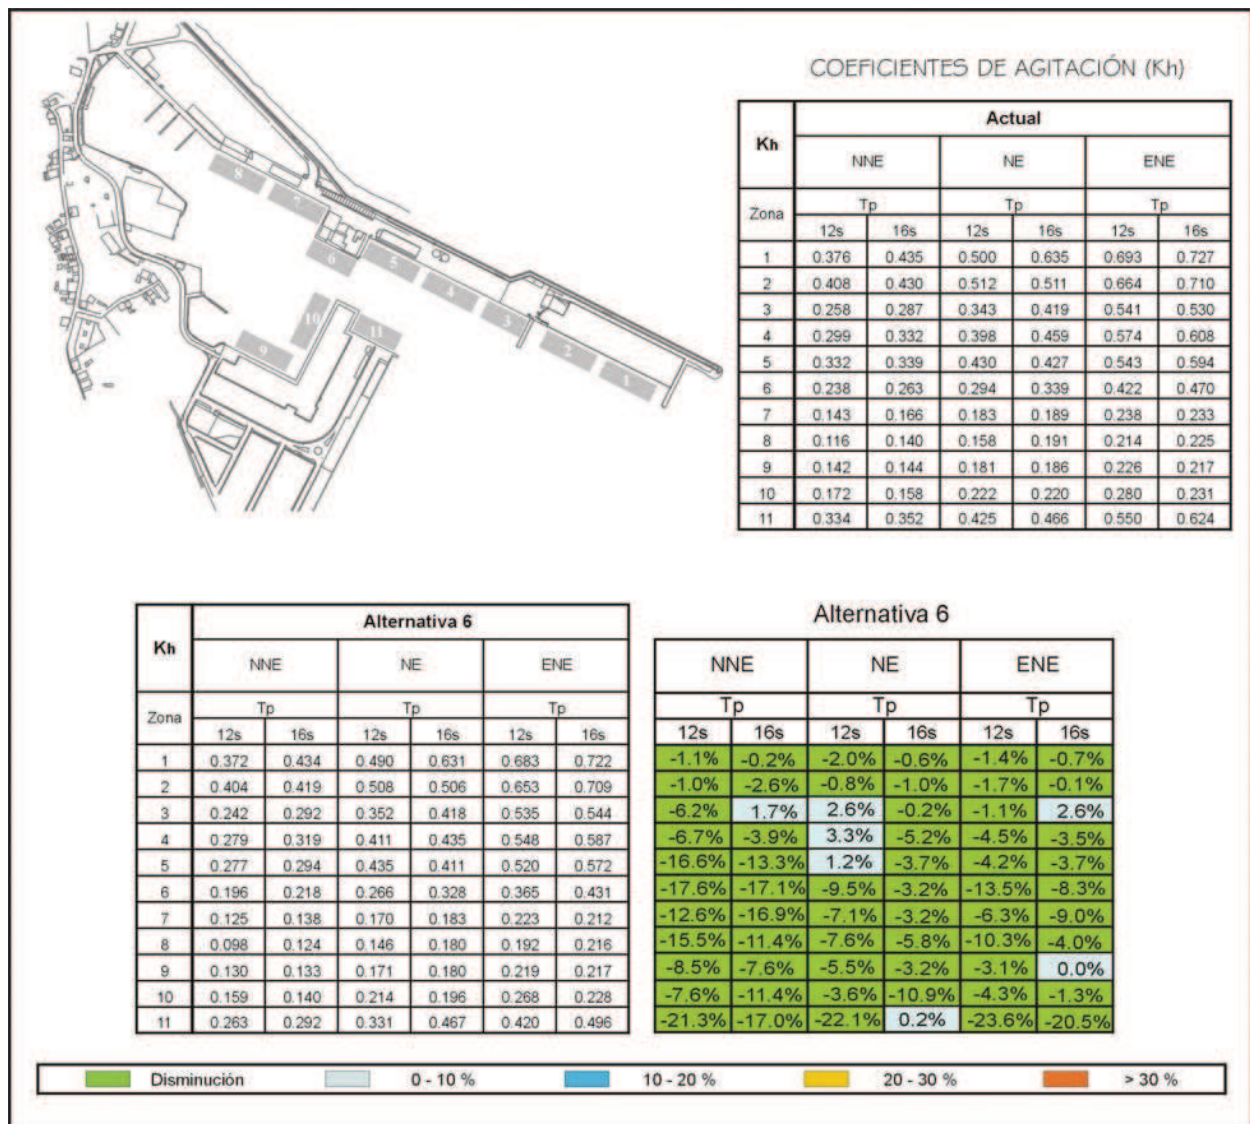 COEFICIENTES DE AGITACIÓN (Kh)
Kh Actual
NNE NE ENE
Zona Tp Tp Tp
12s 16s 12s 16s 12s 16s
1 0.376 0.435 0.500 0.635 0.693 0.727
2 0.408 0.430 0.512 0.511 0.664 0.710
3 0.258 0.287 0.343 0.419 0.541 0.530
4 0.299 0.332 0.398 0.459 0.574 0.608
5 0.332 0.339 0.430 0.427 0.543 0.594
6 0.238 0.263 0.294 0.339 0.422 0.470
7 0.143 0.166 0.183 0.189 0.238 0.233
8 0.116 0.140 0.158 0.191 0.214 0.225
9 0.142 0.144 0.181 0.186 0.226 0.217
10 0.172 0.158 0.222 0.220 0.280 0.231
11 0.334 0.352 0.425 0.466 0.550 0.624
8
7
6
5
4
3
2
1
10
11
9
Kh Alternativa 6
NNE NE ENE
Zona Tp Tp Tp
12s 16s 12s 16s 12s 16s
1 0.372 0.434 0.490 0.631 0.683 0.722
2 0.404 0.419 0.508 0.506 0.653 0.709
3 0.242 0.292 0.352 0.418 0.535 0.544
4 0.279 0.319 0.411 0.435 0.548 0.587
5 0.277 0.294 0.435 0.411 0.520 0.572
6 0.196 0.218 0.266 0.328 0.365 0.431
7 0.125 0.138 0.170 0.183 0.223 0.212
8 0.098 0.124 0.146 0.180 0.192 0.216
9 0.130 0.133 0.171 0.180 0.219 0.217
10 0.159 0.140 0.214 0.196 0.268 0.228
11 0.263 0.292 0.331 0.467 0.420 0.496
Alternativa 6
NNE NE ENE
Tp Tp Tp
12s 16s 12s 16s 12s 16s
-1.1% -0.2% -2.0% -0.6% -1.4% -0.7%
-1.0% -2.6% -0.8% -1.0% -1.7% -0.1%
-6.2% 1.7% 2.6% -0.2% -1.1% 2.6%
-6.7% -3.9% 3.3% -5.2% -4.5% -3.5%
-16.6% -13.3% 1.2% -3.7% -4.2% -3.7%
-17.6% -17.1% -9.5% -3.2% -13.5% -8.3%
-12.6% -16.9% -7.1% -3.2% -6.3% -9.0%
-15.5% -11.4% -7.6% -5.8% -10.3% -4.0%
-8.5% -7.6% -5.5% -3.2% -3.1% 0.0%
-7.6% -11.4% -3.6% -10.9% -4.3% -1.3%
-21.3% -17.0% -22.1% 0.2% -23.6% -20.5%
Disminución 0 - 10 % 10 - 20 % 20 - 30 % > 30 %